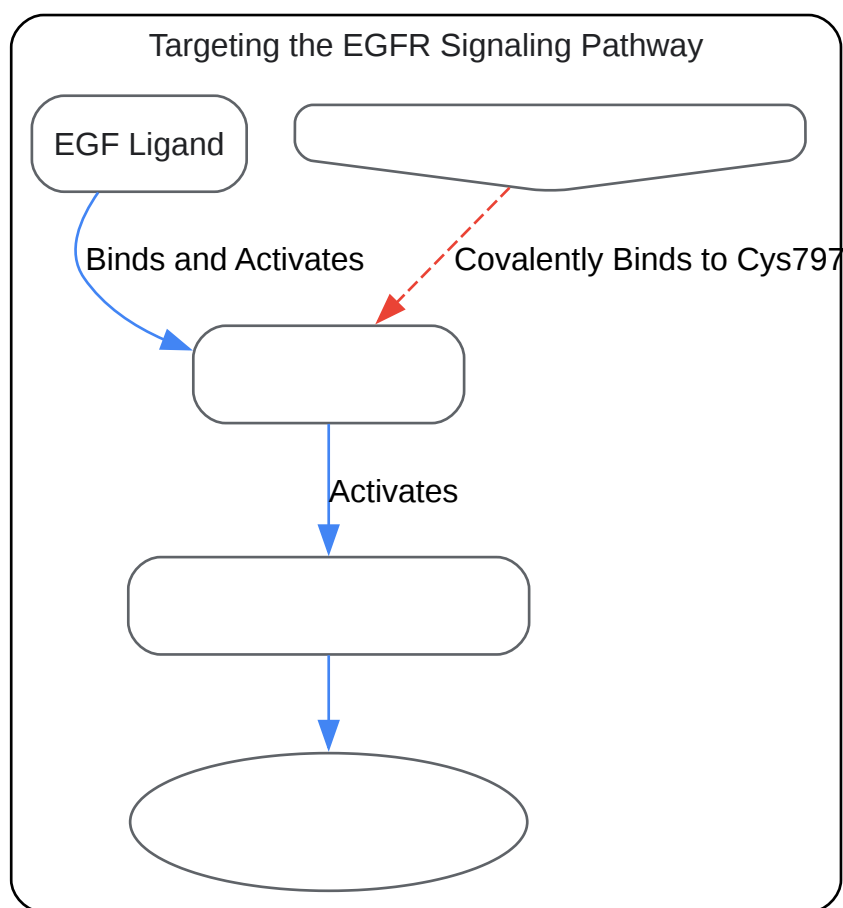 Targeting the EGFR Signaling Pathway
EGF Ligand
Binds and Activates
Covalently Binds to Cys797
Activates